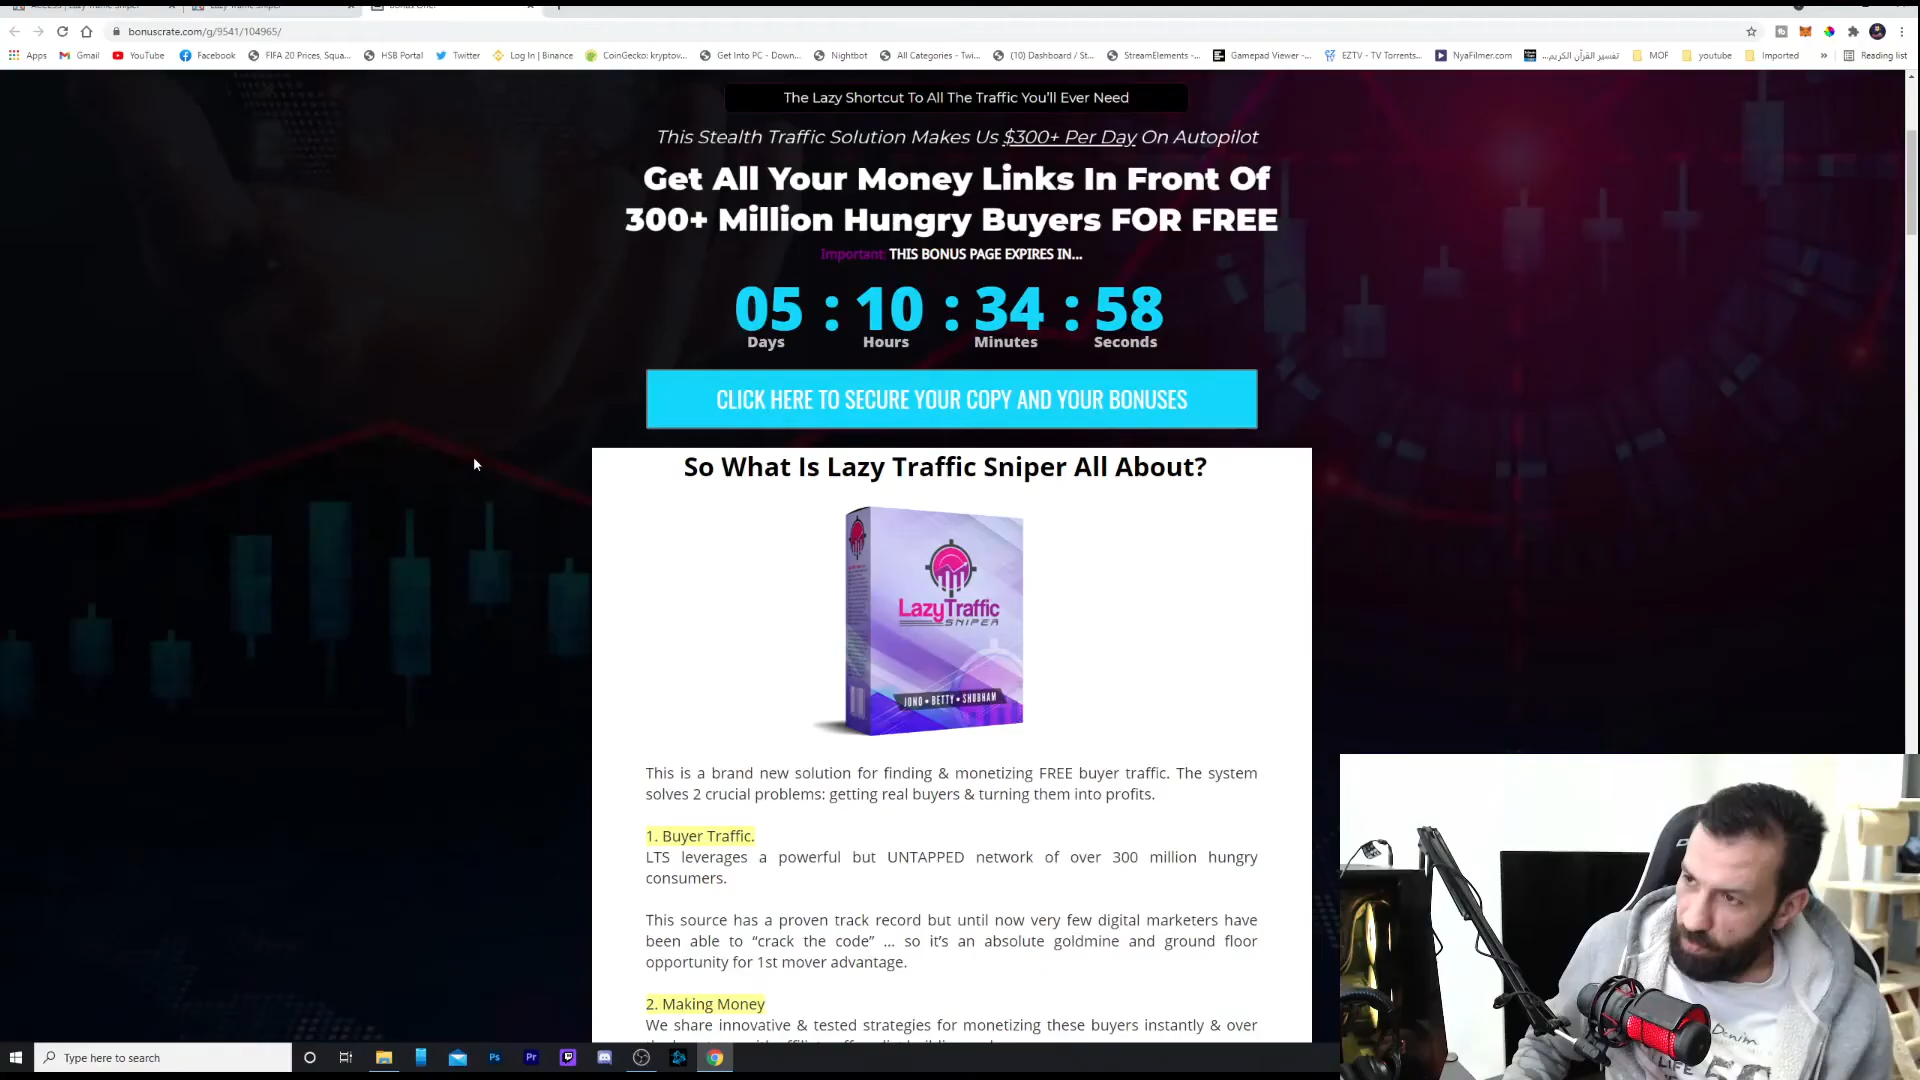 bonuscrate.com/g/9541/104965/
Apps
Gmail
YouTube
Facebook
FIFA 20 Prices, Squa...
HSB Portal
Twitter
Log In | Binance
CoinGecko: kryptov...
Get Into PC - Down...
Nightbot
All Categories - Twi...
(10) Dashboard / St...
StreamElements -...
Gamepad Viewer -...
EZTV - TV Torrents...
NyaFilmer.com
تفسير القرآن الكريم...
MOF
youtube
Imported
Reading list
The Lazy Shortcut To All The Traffic You'll Ever Need
This Stealth Traffic Solution Makes Us $300+ Per Day On Autopilot
Get All Your Money Links In Front Of
300+ Million Hungry Buyers FOR FREE
Important: THIS BONUS PAGE EXPIRES IN...
05 : 10 : 34 : 58
Days Hours Minutes Seconds
CLICK HERE TO SECURE YOUR COPY AND YOUR BONUSES
So What Is Lazy Traffic Sniper All About?
LazyTraffic
SNIPER
JONO • BETTY • SHUBHAM
This is a brand new solution for finding & monetizing FREE buyer traffic. The system
solves 2 crucial problems: getting real buyers & turning them into profits.
1. Buyer Traffic.
LTS leverages a powerful but UNTAPPED network of over 300 million hungry
consumers.
This source has a proven track record but until now very few digital marketers have
been able to “crack the code” ... so it’s an absolute goldmine and ground floor
opportunity for 1st mover advantage.
2. Making Money
We share innovative & tested strategies for monetizing these buyers instantly & over
Type here to search
Ps
Pr
Denim
LIFE